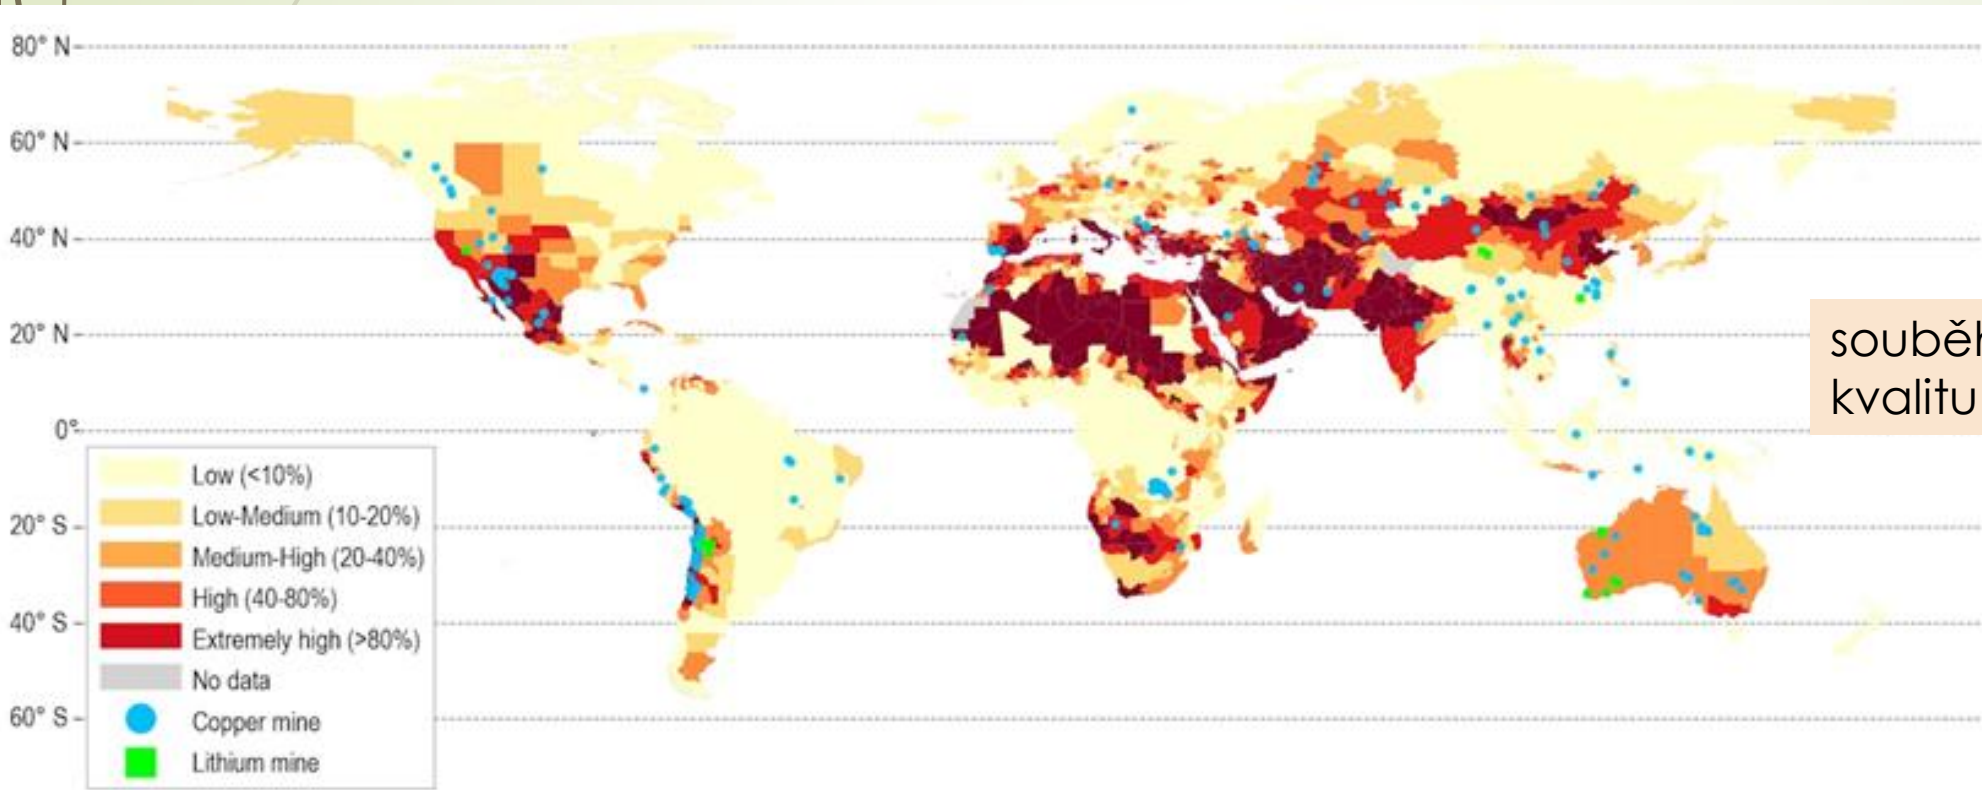 80° N
60° N
40° N
20° N
0°
20° S
40° S
60° S
Low (<10%)
Low-Medium (10-20%)
Medium-High (20-40%)
High (40-80%)
Extremely high (>80%)
No data
Copper mine
Lithium mine
kvalitu